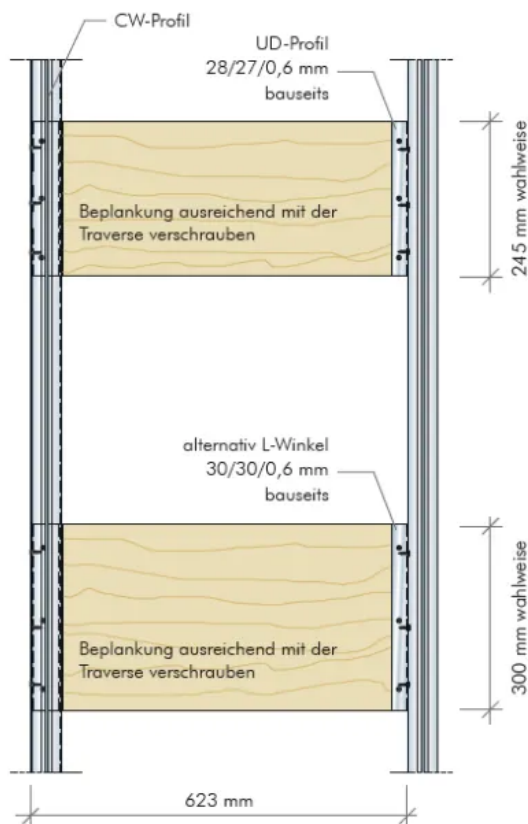 CW-Profil
UD-Profil
28/27/0,6 mm
bauseits
Beplankung ausreichend mit der
Traverse verschrauben
245 mm wahlweise
alternativ L-Winkel
30/30/0,6 mm
bauseits
Beplankung ausreichend mit der
Traverse verschrauben
300 mm wahlweise
623 mm